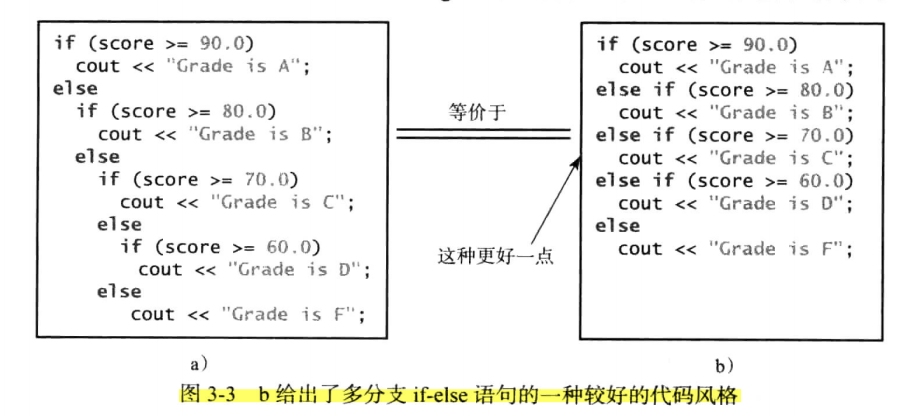 if (score >= 90.0)
  cout << "Grade is A";
else
  if (score >= 80.0)
    cout << "Grade is B";
  else
    if (score >= 70.0)
      cout << "Grade is C";
    else
      if (score >= 60.0)
        cout << "Grade is D";
    else
       cout << "Grade is F";
a)
等价于
这种更好一点
if (score >= 90.0)
  cout << "Grade is A";
else if (score >= 80.0)
  cout << "Grade is B";
else if (score >= 70.0)
  cout << "Grade is C";
else if (score >= 60.0)
  cout << "Grade is D";
else
  cout << "Grade is F";
b)
图 3-3 b 给出了多分支 if-else 语句的一种较好的代码风格